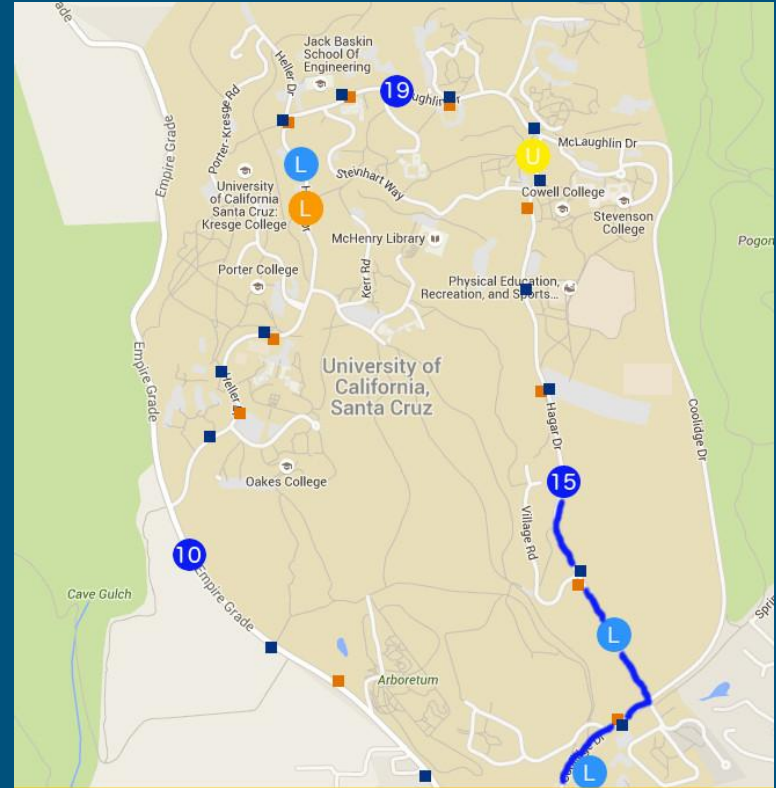 de
Heller Dr
Jack Baskin
School Of
Engineering
19
ughlin Dr
Empire Grade
Porter-Kresge Rd
McLaughlin Dr
U
L
Steinhart Way
University
of California
Santa Cruz:
Kresge College
L
Cowell College
Stevenson
College
McHenry Library
Pogon
Porter College
Kerr Rd
Physical Education,
Recreation, and Sports...
Empire Grade
University of
California,
Santa Cruz
Heller
Hagar Dr
Coolidge Dr
Oakes College
15
Village Rd
10
Empire Grade
Cave Gulch
Sprin
L
Arboretum
Dr
L